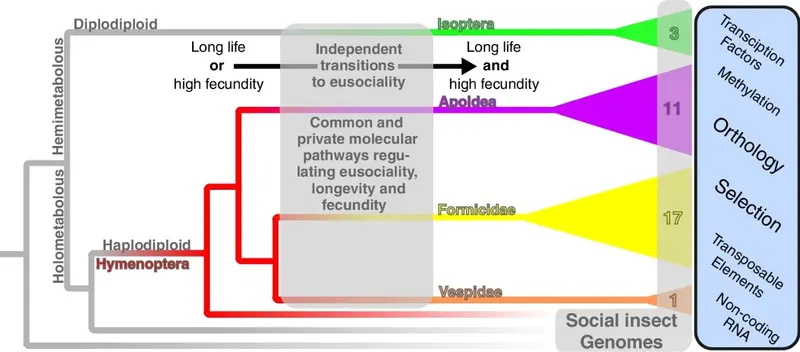 Diplodiploid
Isoptera
Long life
or
high fecundity
Independent
transitions
to eusociality
Long life
and
high fecundity
Apoidea
Common and
private molecular
pathways regu-
lating eusociality,
longevity and
fecundity
Formicidae
Vespidae
Hemimetabolous
Holometabolous
Haplodiploid
Hymenoptera
3
11
17
1
Social insect
Genomes
Transciption
Factors
Methylation
Orthology
Selection
Transposable
Elements
Non-coding
RNA